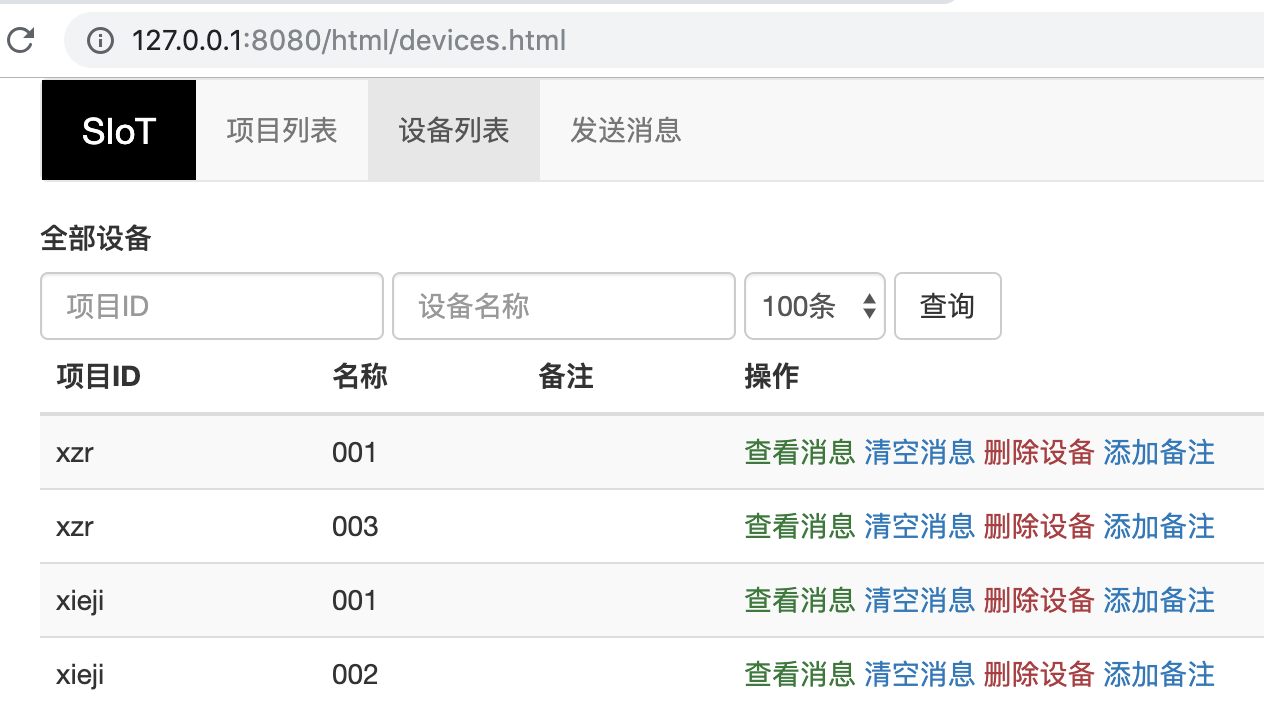 127.0.0.1:8080/html/devices.html
SIoT 项目列表 设备列表 发送消息
全部设备
项目ID 设备名称 100条 查询
项目ID 名称 备注 操作
xzr 001 查看消息 清空消息 删除设备 添加备注
xzr 003 查看消息 清空消息 删除设备 添加备注
xieji 001 查看消息 清空消息 删除设备 添加备注
xieji 002 查看消息 清空消息 删除设备 添加备注